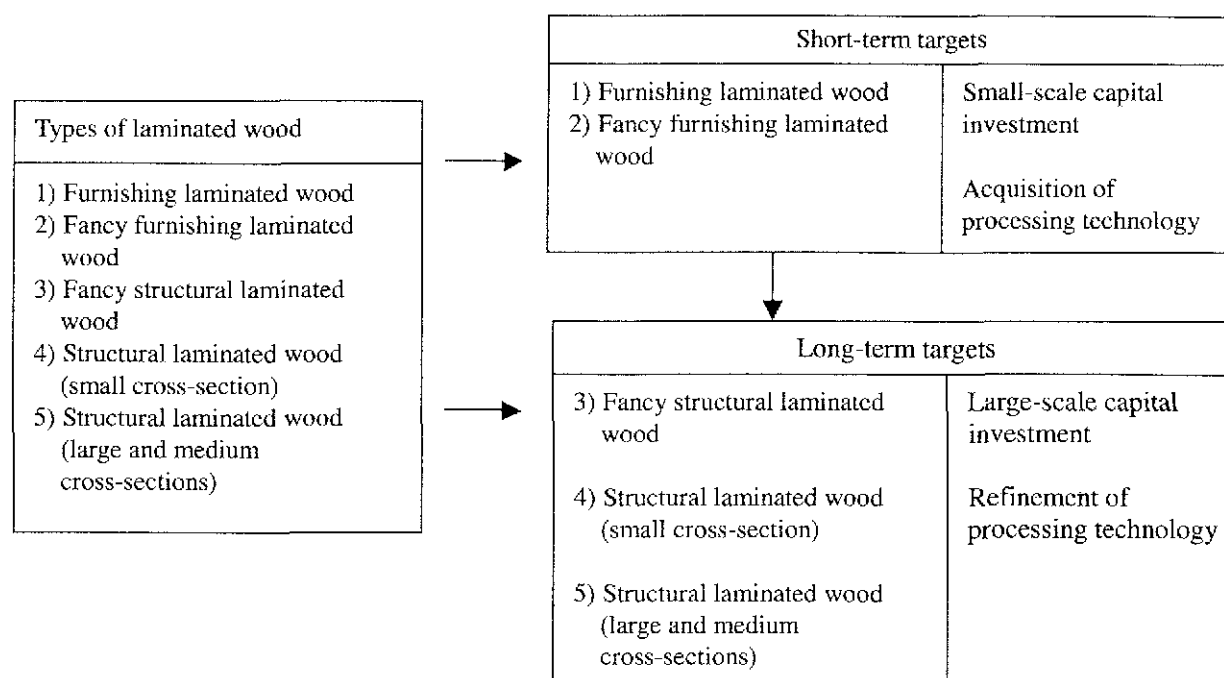 Types of laminated wood
1) Furnishing laminated wood
2) Fancy furnishing laminated
wood
3) Fancy structural laminated
wood
4) Structural laminated wood
(small cross-section)
5) Structural laminated wood
(large and medium
cross-sections)
Short-term targets
1) Furnishing laminated wood
2) Fancy furnishing laminated
wood
Small-scale capital
investment
Acquisition of
processing technology
Long-term targets
3) Fancy structural laminated
wood
4) Structural laminated wood
(small cross-section)
5) Structural laminated wood
(large and medium
cross-sections)
Large-scale capital
investment
Refinement of
processing technology